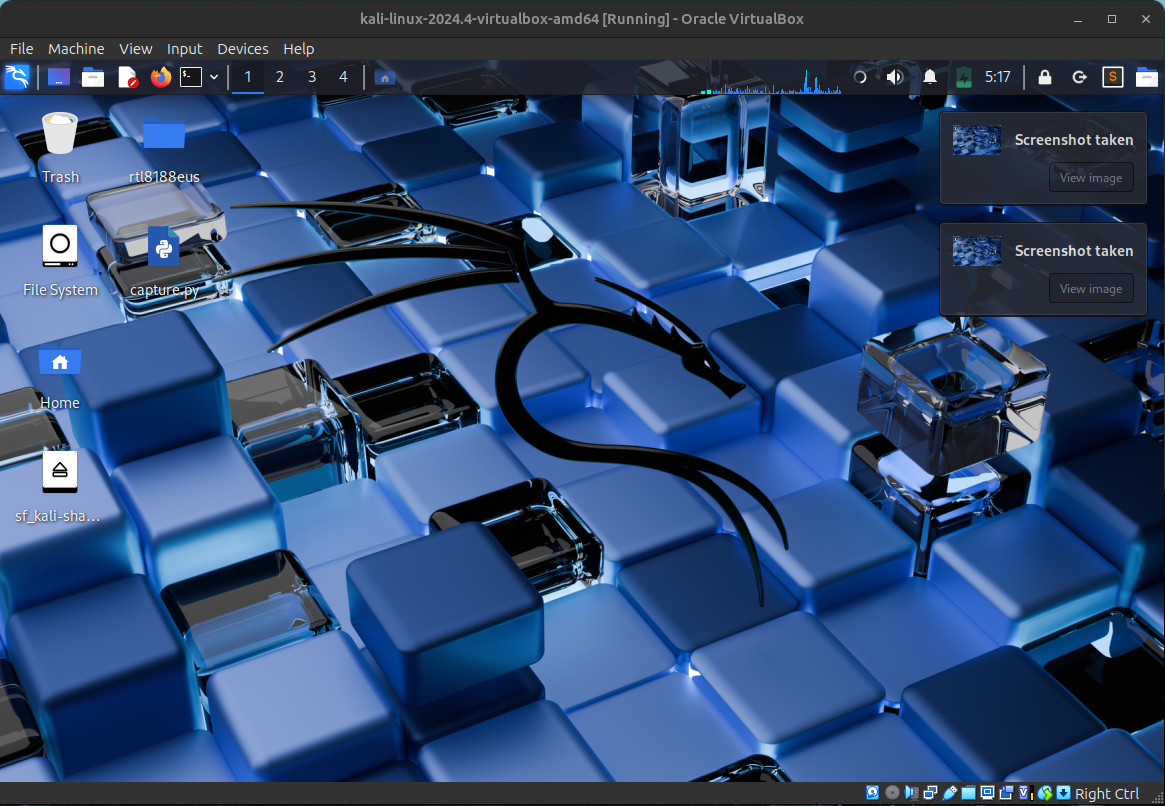 kali-linux-2024.4-virtualbox-amd64 [Running] - Oracle VirtualBox
File Machine View Input Devices Help
1 2 3 4 5:17 S
Screenshot taken
View image
Screenshot taken
View image
Trash
rtl8188eus
File System
capture.py
Home
sf_kali-sha...
Right Ctrl